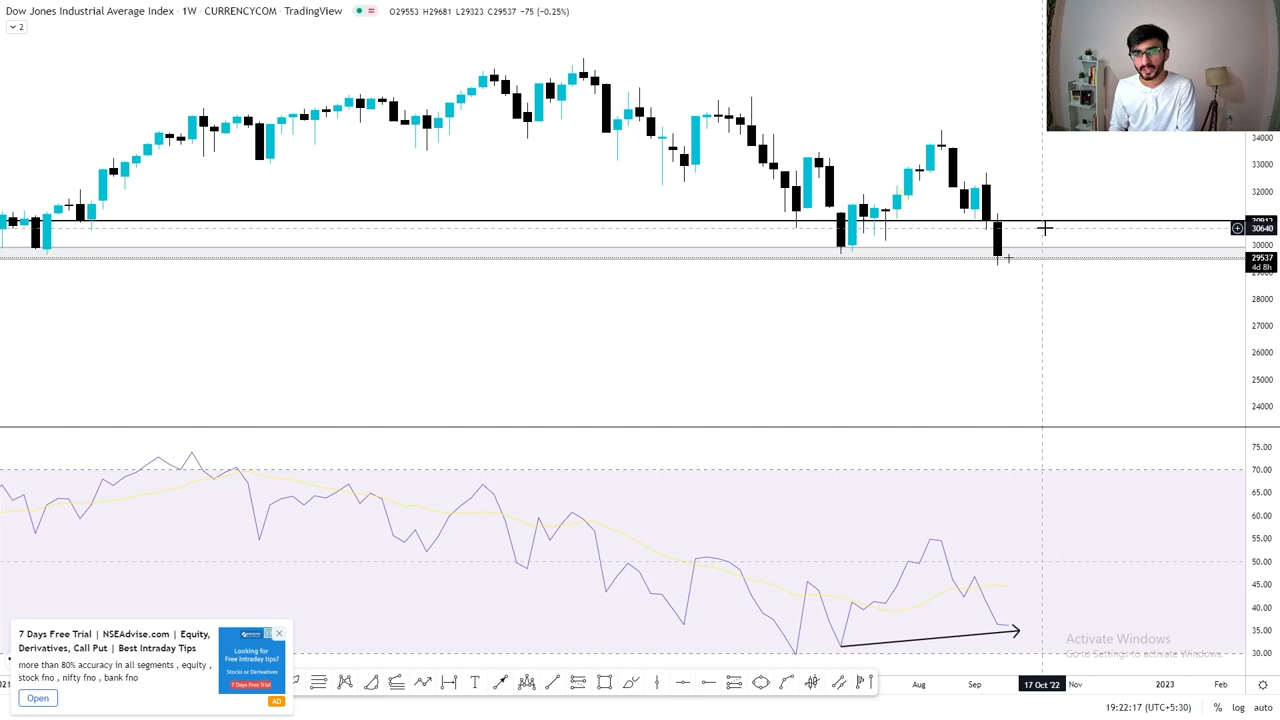 Dow Jones Industrial Average Index · 1W · CURRENCYCOM · TradingView O29553 H29681 L29323 C29537 −75 (−0.25%)
2
34000
33000
32000
31000
30912
30640
30000
29537
4d 8h
29000
28000
27000
26000
25000
24000
75.00
70.00
65.00
60.00
55.00
50.00
45.00
40.00
35.00
30.00
7 Days Free Trial | NSEAdvise.com | Equity,
Derivatives, Call Put | Best Intraday Tips
more than 80% accuracy in all segments , equity ,
stock fno , nifty fno , bank fno
Open
Looking for
Free Intraday tips?
Stocks or Derivatives
7 Days Free Trial
AD
Activate Windows
Go to Settings to activate Windows.
Aug Sep 17 Oct '22 Nov 2023 Feb
19:22:17 (UTC+5:30) % log auto